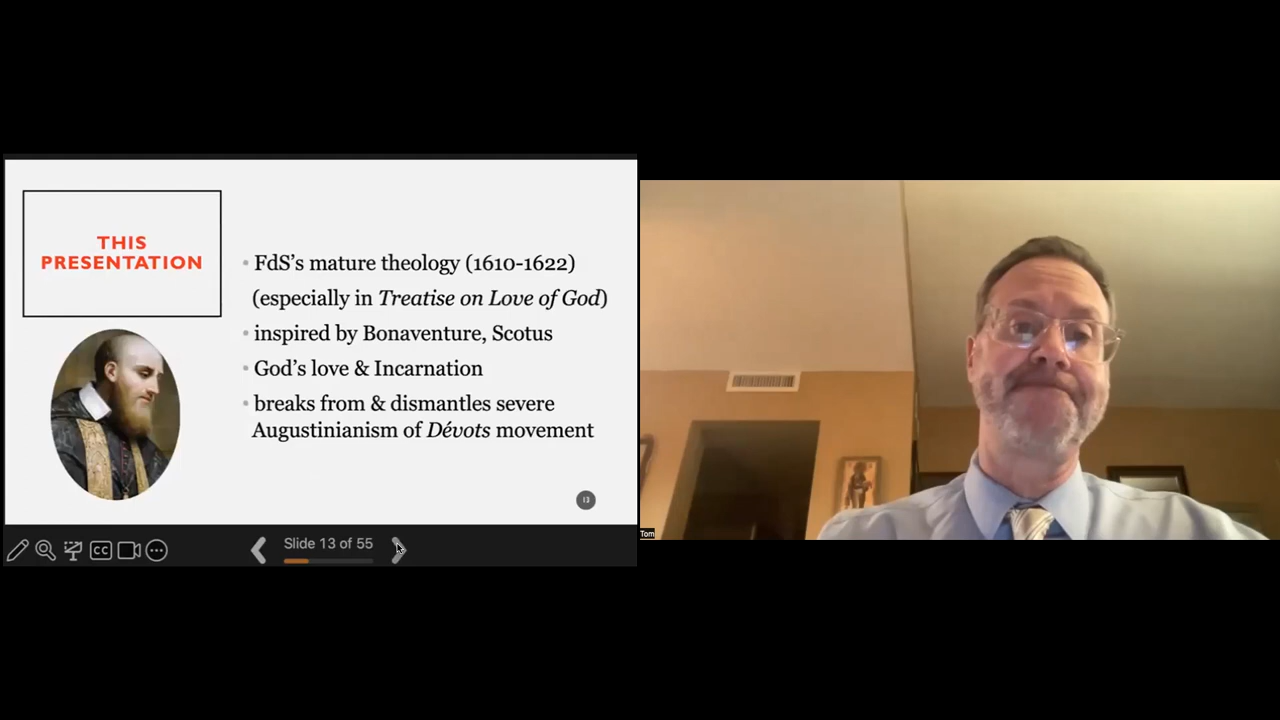 THIS
PRESENTATION
• FdS's mature theology (1610-1622)
(especially in Treatise on Love of God)
• inspired by Bonaventure, Scotus
• God's love & Incarnation
• breaks from & dismantles severe
Augustinianism of Dévots movement
13
CC
Slide 13 of 55
Tom